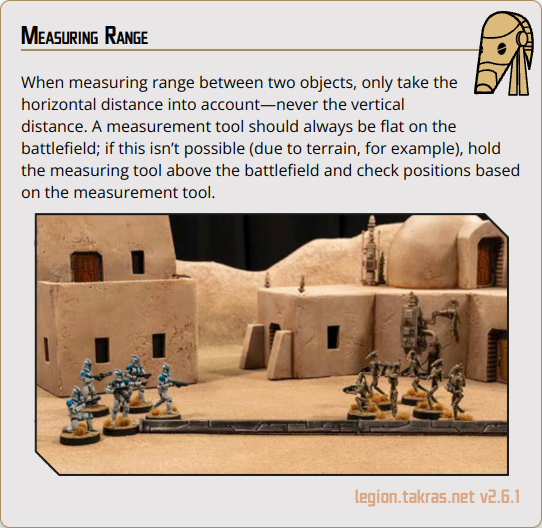 Measuring Range
When measuring range between two objects, only take the
horizontal distance into account—never the vertical
distance. A measurement tool should always be flat on the
battlefield; if this isn’t possible (due to terrain, for example), hold
the measuring tool above the battlefield and check positions based
on the measurement tool.
legion.takras.net v2.6.1